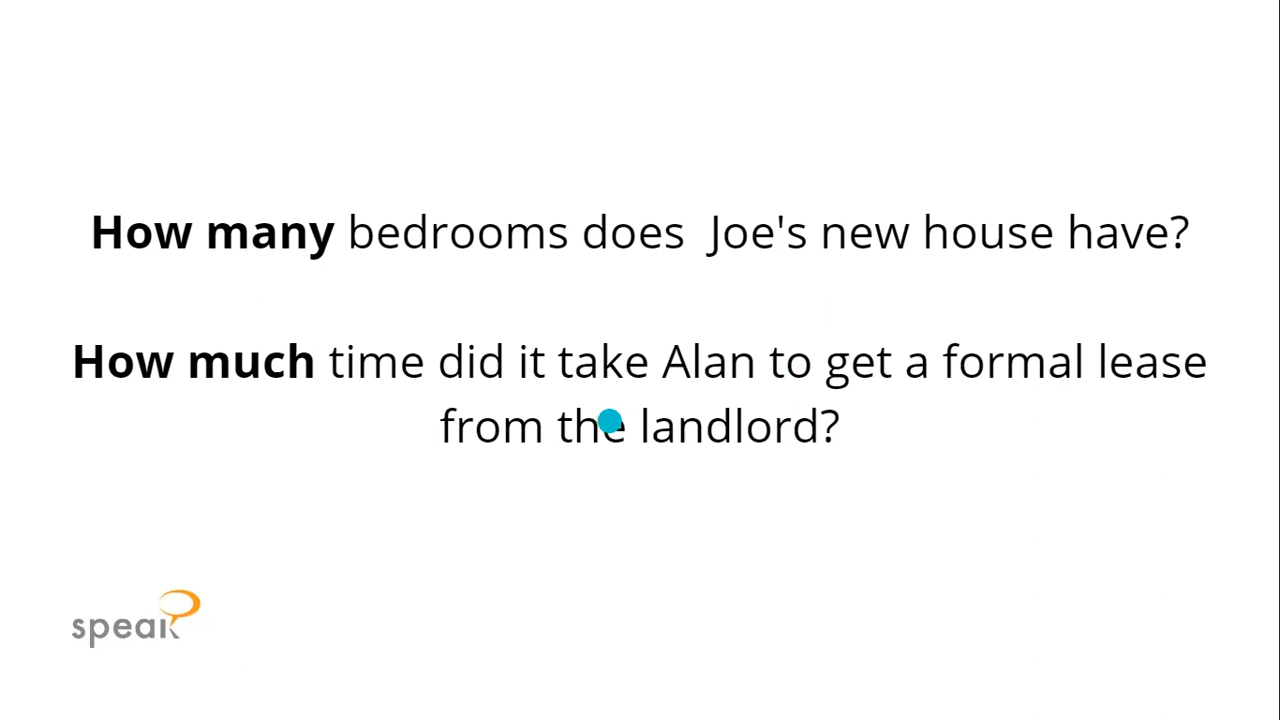 How many bedrooms does  Joe's new house have?
How much time did it take Alan to get a formal lease
from the landlord?
speak